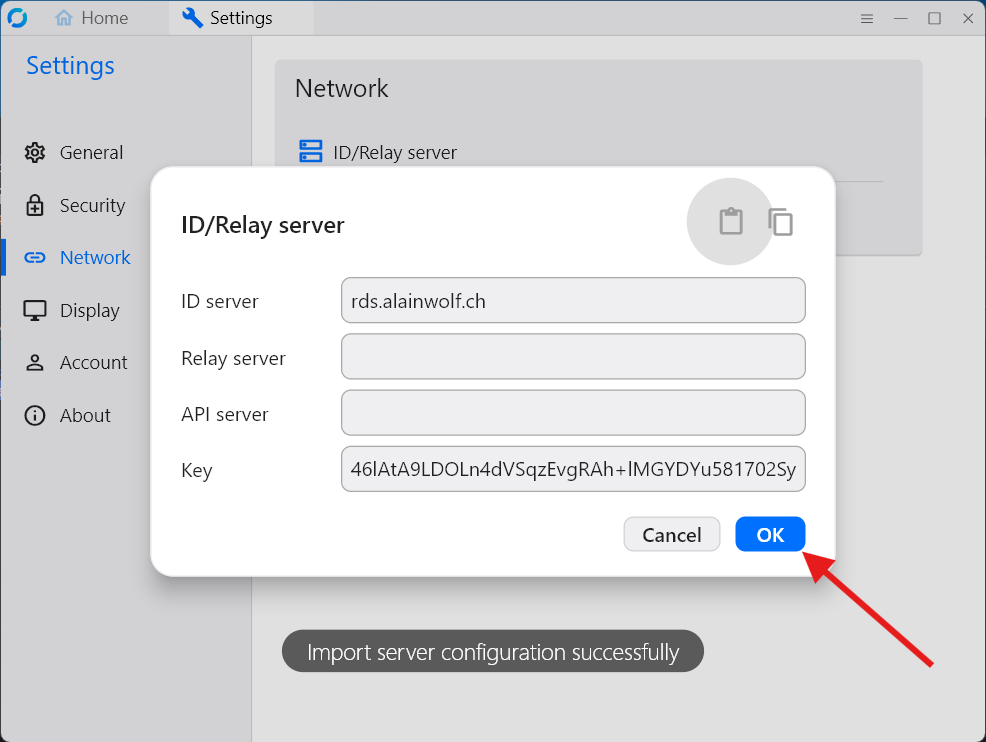 Home
Settings
Settings
General
Security
Network
Display
Account
About
Network
ID/Relay server
ID/Relay server
ID server
rds.alainwolf.ch
Relay server
API server
Key
46lAtA9LDOLn4dVSqzEvgRAh+lMGYDYu581702Sy
Cancel
OK
Import server configuration successfully